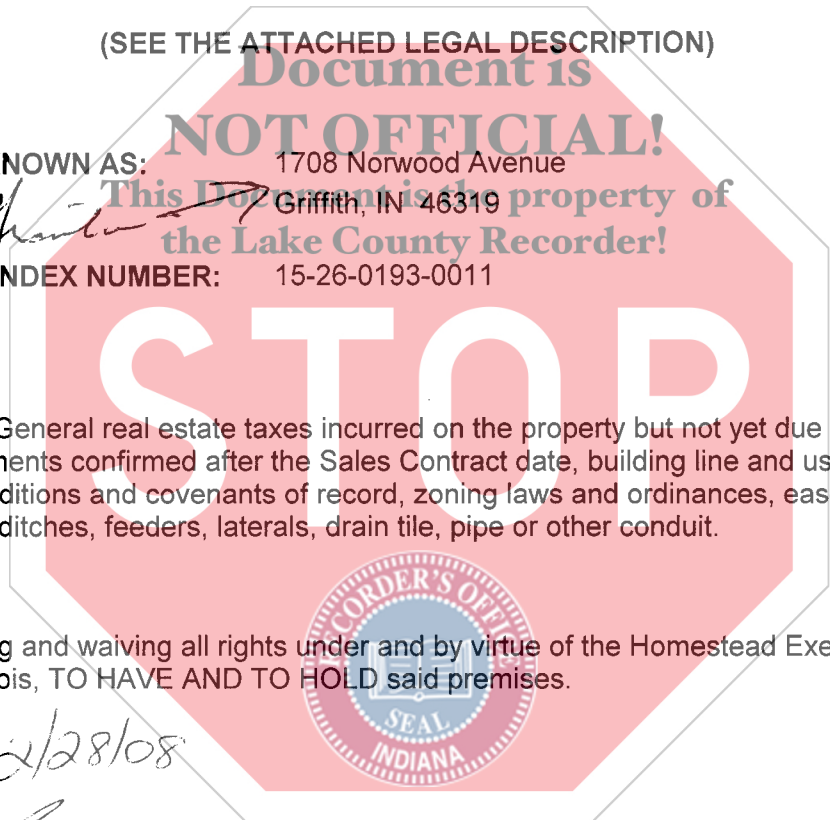 (SEE THE ATTACHED LEGAL DESCRIPTION)
Document is
NOT OFFICIAL!
NOWN AS: 1708 Norwood Avenue
This Document is the property of
Griffith, IN 46319
the Lake County Recorder!
NDEX NUMBER: 15-26-0193-0011
STOP
General real estate taxes incurred on the property but not yet due
ents confirmed after the Sales Contract date, building line and us
ditions and covenants of record, zoning laws and ordinances, eas
ditches, feeders, laterals, drain tile, pipe or other conduit.
RECORDER'S OFFICE
g and waiving all rights under and by virtue of the Homestead Exe
ois, TO HAVE AND TO HOLD said premises.
SEAL
INDIANA
2/28/08